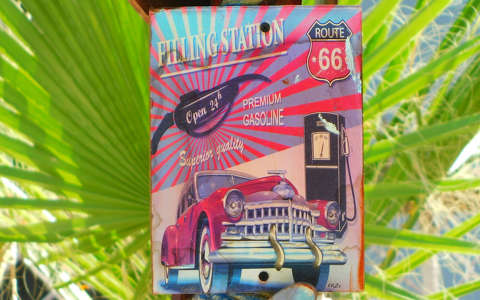 FILLING STATION
ROUTE
66
Open 24h
PREMIUM
GASOLINE
Superior quality